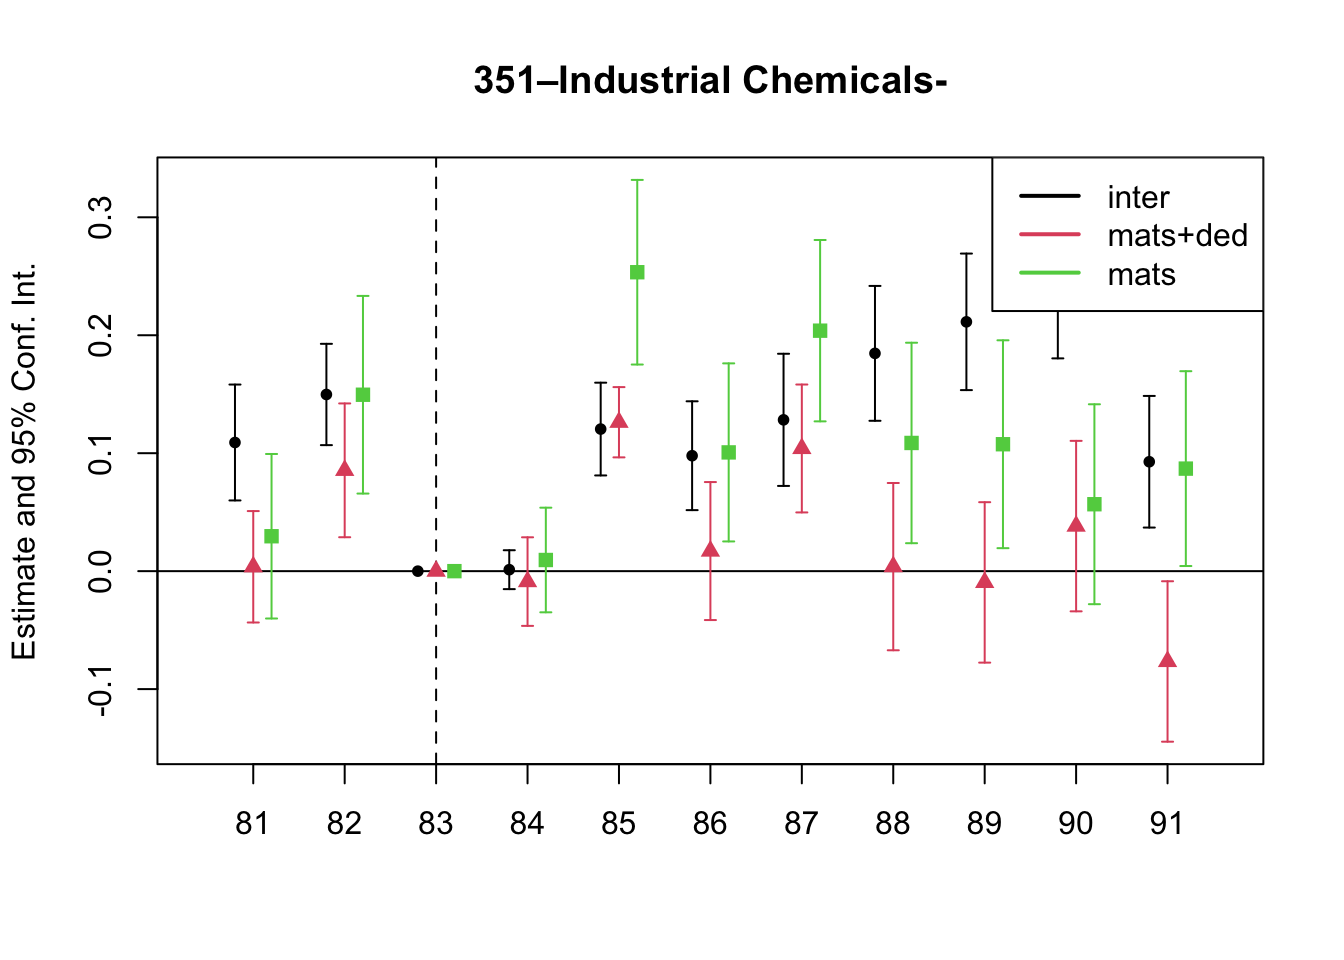 351–Industrial Chemicals-
Estimate and 95% Conf. Int.
0.3
0.2
0.1
0.0
-0.1
inter
mats+ded
mats
81 82 83 84 85 86 87 88 89 90 91